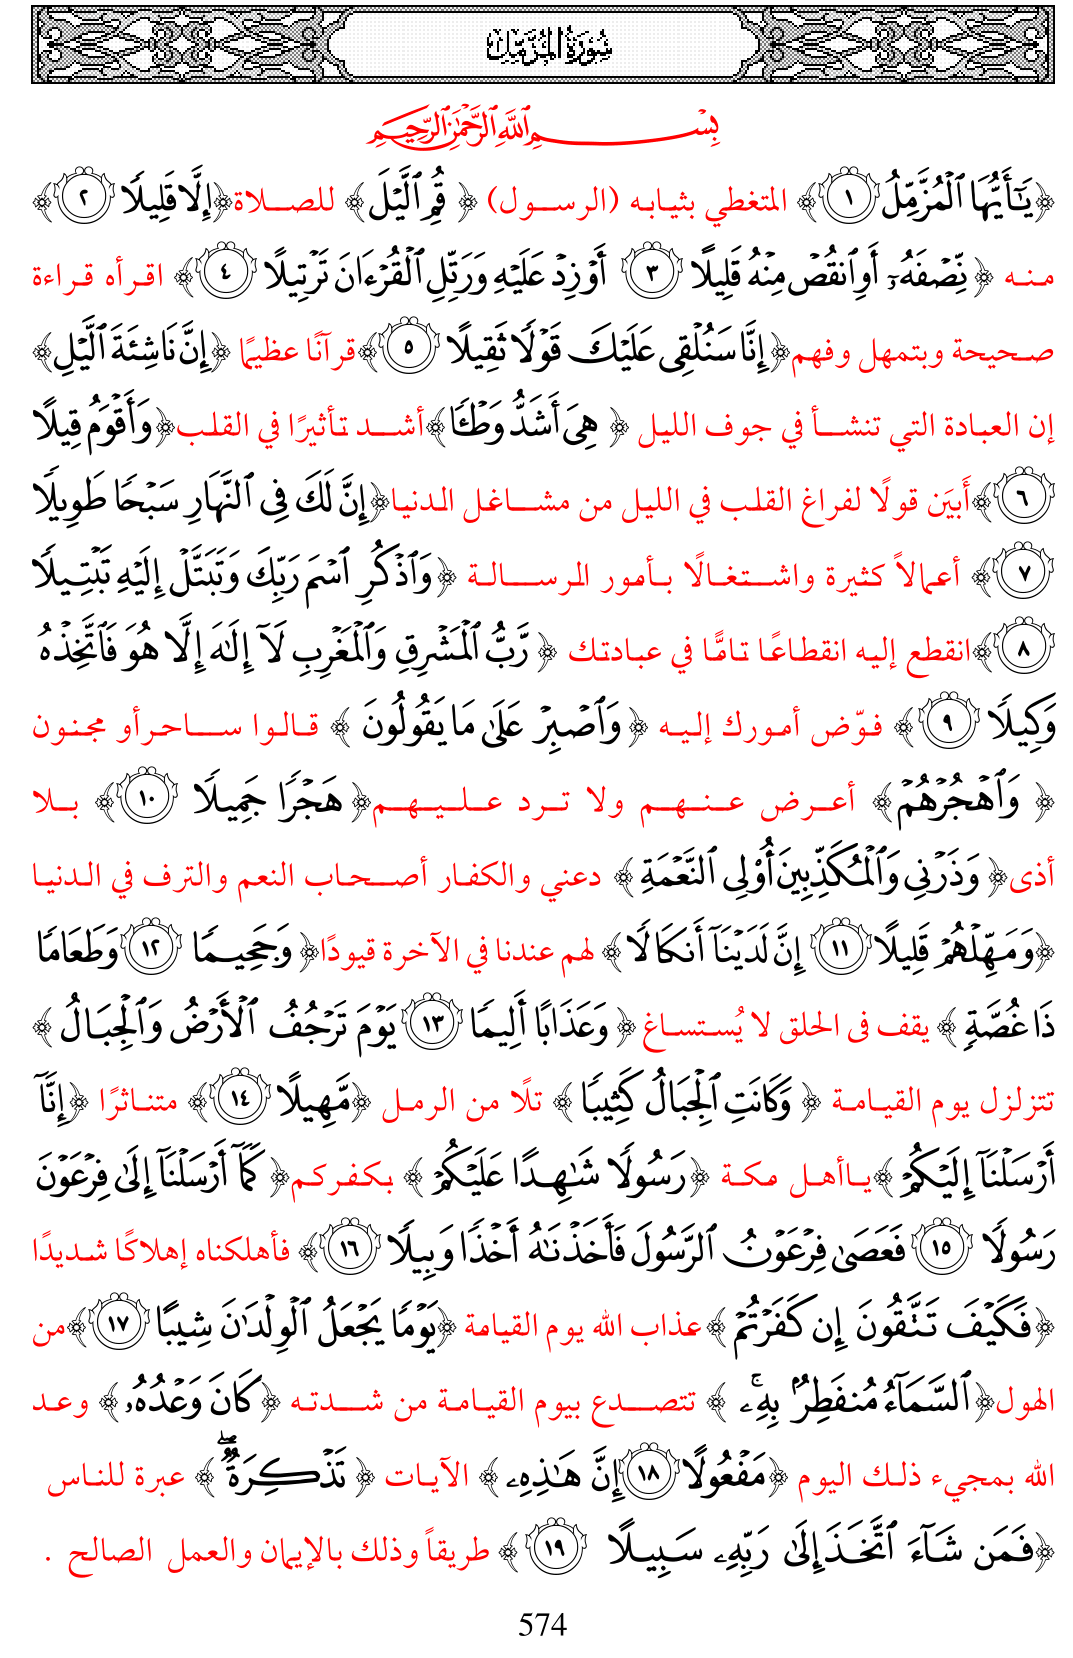 سُورَةُ المُزَّمِّل
بِسْمِ اللَّهِ الرَّحْمَٰنِ الرَّحِيمِ
﴿يَٰٓأَيُّهَا ٱلْمُزَّمِّلُ ١﴾ المتغطي بثيابه (الرسول) ﴿ قُمِ ٱلَّيْلَ﴾ للصلاة ﴿إِلَّا قَلِيلًا ٢﴾
منه ﴿ نِّصْفَهُۥٓ أَوِ ٱنقُصْ مِنْهُ قَلِيلًا ٣ أَوْ زِدْ عَلَيْهِ وَرَتِّلِ ٱلْقُرْءَانَ تَرْتِيلًا ٤﴾ اقرأه قراءة
صحيحة وبتمهل وفهم﴿إِنَّا سَنُلْقِى عَلَيْكَ قَوْلًا ثَقِيلًا ٥﴾قرآنًا عظيمًا ﴿إِنَّ نَاشِئَةَ ٱلَّيْلِ﴾
إن العبادة التي تنشأ في جوف الليل ﴿ هِىَ أَشَدُّ وَطْـًٔا﴾أشد تأثيرًا في القلب﴿وَأَقْوَمُ قِيلًا
٦﴾أَبيَن قولًا لفراغ القلب في الليل من مشاغل الدنيا﴿إِنَّ لَكَ فِى ٱلنَّهَارِ سَبْحًا طَوِيلًا
٧﴾ أعمالاً كثيرة واشتغالًا بأمور الرسالة ﴿وَٱذْكُرِ ٱسْمَ رَبِّكَ وَتَبَتَّلْ إِلَيْهِ تَبْتِيلًا
٨﴾انقطع إليه انقطاعًا تامًّا في عبادتك ﴿ رَّبُّ ٱلْمَشْرِقِ وَٱلْمَغْرِبِ لَآ إِلَٰهَ إِلَّا هُوَ فَٱتَّخِذْهُ
وَكِيلًا ٩﴾ فوّض أمورك إليه ﴿ وَٱصْبِرْ عَلَىٰ مَا يَقُولُونَ ﴾ قالوا ساحرأو مجنون
﴿ وَٱهْجُرْهُمْ﴾ أعرض عنهم ولا ترد عليهم﴿ هَجْرًا جَمِيلًا ١٠﴾ بلا
أذى﴿ وَذَرْنِى وَٱلْمُكَذِّبِينَ أُو۟لِى ٱلنَّعْمَةِ ﴾ دعني والكفار أصحاب النعم والترف في الدنيا
﴿وَمَهِّلْهُمْ قَلِيلًا ١١ إِنَّ لَدَيْنَآ أَنكَالًا ﴾ لهم عندنا في الآخرة قيودًا﴿ وَجَحِيمًا ١٢ وَطَعَامًا
ذَا غُصَّةٍ ﴾ يقف فى الحلق لا يُستساغ ﴿ وَعَذَابًا أَلِيمًا ١٣ يَوْمَ تَرْجُفُ ٱلْأَرْضُ وَٱلْجِبَالُ ﴾
تتزلزل يوم القيامة ﴿ وَكَانَتِ ٱلْجِبَالُ كَثِيبًا ﴾ تلًا من الرمل ﴿مَّهِيلًا ١٤﴾ متناثرًا ﴿إِنَّآ
أَرْسَلْنَآ إِلَيْكُمْ ﴾ياأهل مكة ﴿رَسُولًا شَٰهِدًا عَلَيْكُمْ ﴾ بكفركم﴿ كَمَآ أَرْسَلْنَآ إِلَىٰ فِرْعَوْنَ
رَسُولًا ١٥ فَعَصَىٰ فِرْعَوْنُ ٱلرَّسُولَ فَأَخَذْنَٰهُ أَخْذًا وَبِيلًا ١٦﴾ فأهلكناه إهلاكًا شديدًا
﴿فَكَيْفَ تَتَّقُونَ إِن كَفَرْتُمْ ﴾ عذاب الله يوم القيامة ﴿يَوْمًا يَجْعَلُ ٱلْوِلْدَٰنَ شِيبًا ١٧﴾من
الهول﴿ٱلسَّمَآءُ مُنفَطِرٌۢ بِهِۦۚ ﴾ تتصدع بيوم القيامة من شدته ﴿كَانَ وَعْدُهُۥ ﴾ وعد
الله بمجيء ذلك اليوم ﴿مَفْعُولًا ١٨ إِنَّ هَٰذِهِۦ ﴾ الآيات ﴿ تَذْكِرَةٌۖ ﴾ عبرة للناس
﴿فَمَن شَآءَ ٱتَّخَذَ إِلَىٰ رَبِّهِۦ سَبِيلًا ١٩ ﴾ طريقاً وذلك بالإيمان والعمل الصالح .
574